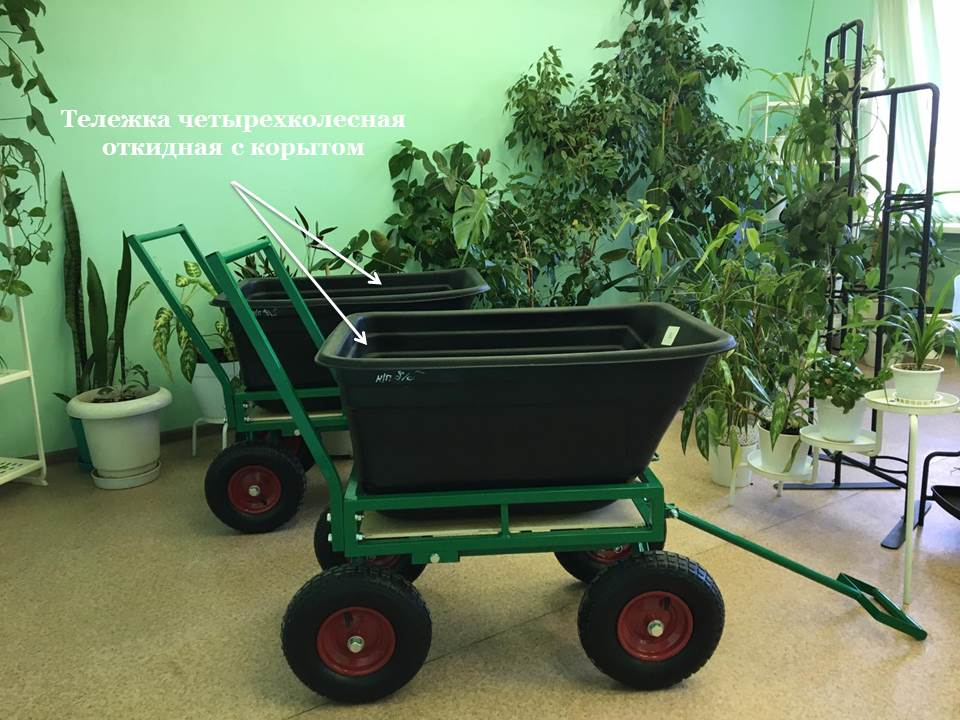 Тележка четырехколесная
откидная с корытом